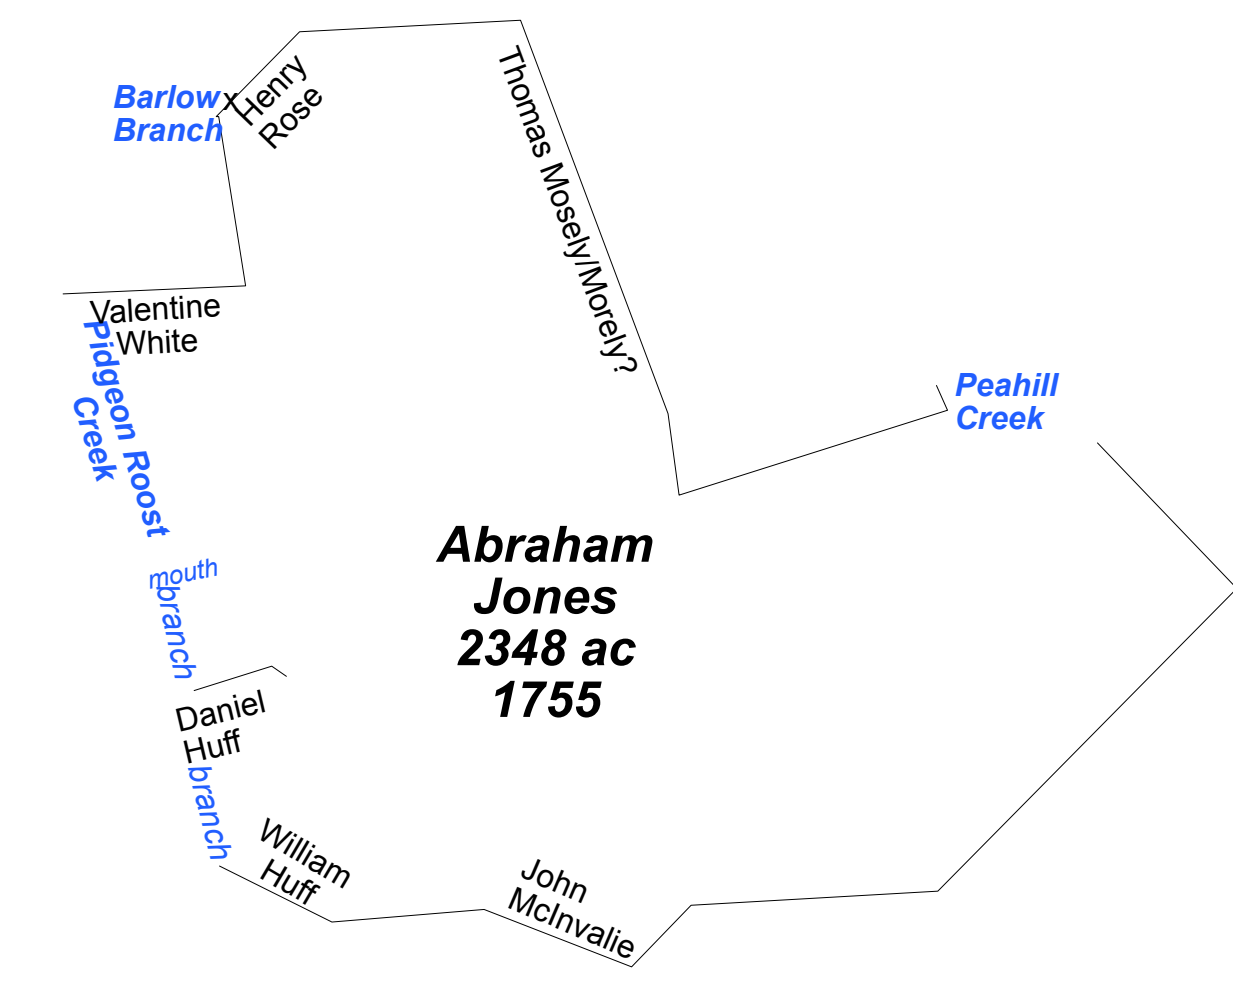 Barlow x
Branch
Henry
Rose
Thomas Mosely/Morely?
Valentine
White
Pidgeon Roost
Creek
Peahill
Creek
Abraham
Jones
2348 ac
1755
mouth
branch
Daniel
Huff
branch
William
Huff
John
McInvalie